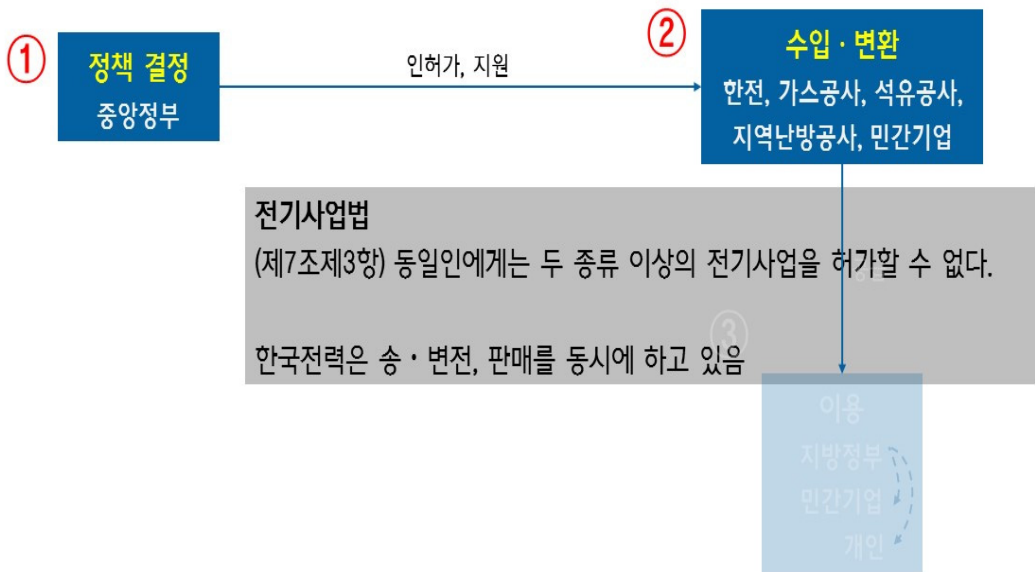 ①
정책 결정
중앙정부
인허가, 지원
②
수입 · 변환
한전, 가스공사, 석유공사,
지역난방공사, 민간기업
전기사업법
(제7조제3항) 동일인에게는 두 종류 이상의 전기사업을 허가할 수 없다.
③
한국전력은 송 · 변전, 판매를 동시에 하고 있음
이용
지방정부
민간기업
개인